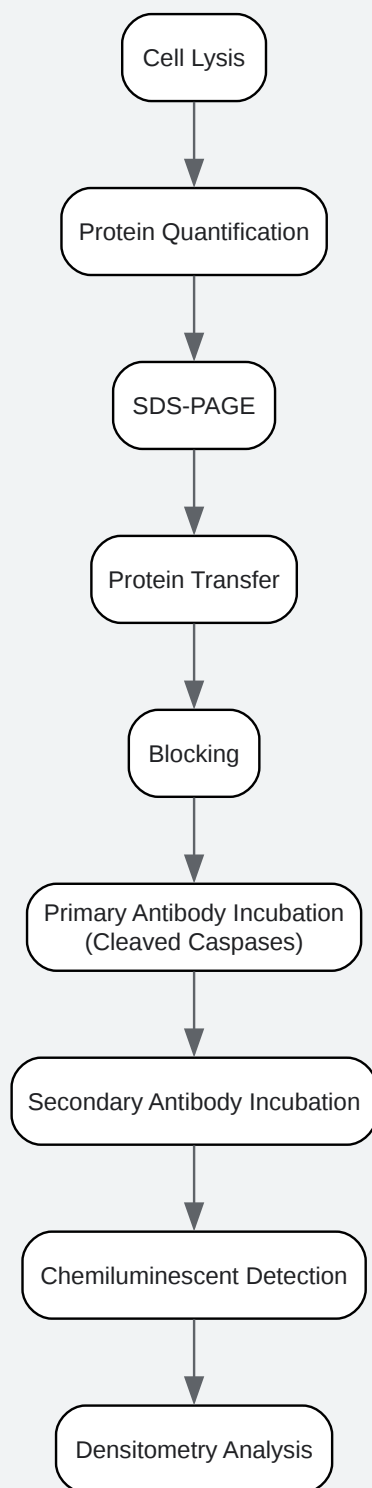 Cell Lysis
Protein Quantification
SDS-PAGE
Protein Transfer
Blocking
Primary Antibody Incubation
(Cleaved Caspases)
Secondary Antibody Incubation
Chemiluminescent Detection
Densitometry Analysis